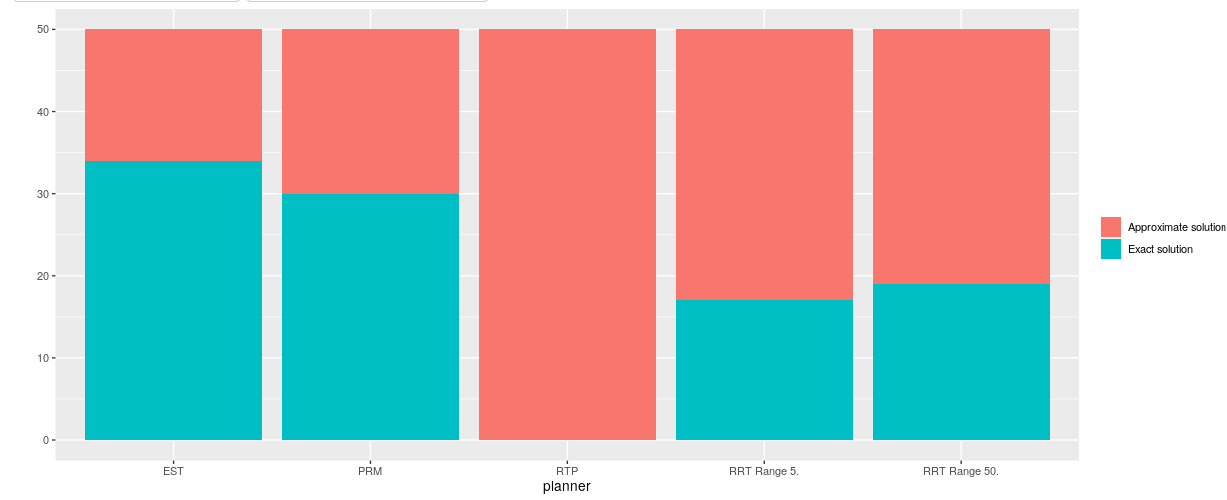 50
40
30
20
10
0
EST PRM RTP RRT Range 5. RRT Range 50.
planner
Approximate solution
Exact solution